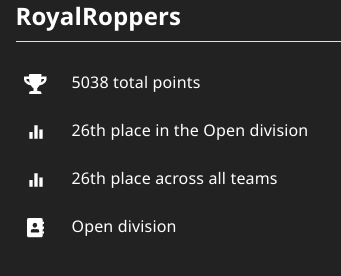 RoyalRoppers
5038 total points
26th place in the Open division
26th place across all teams
Open division